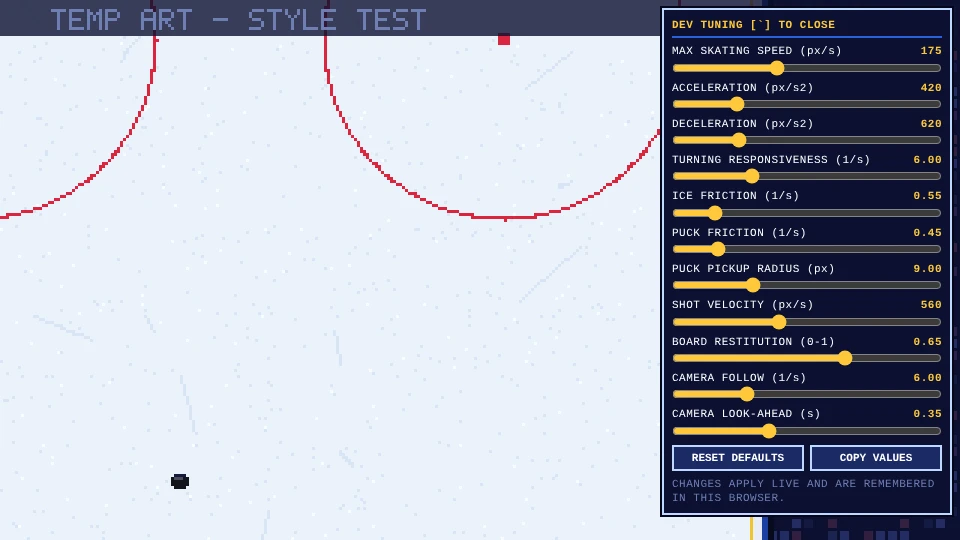 TEMP ART - STYLE TEST
DEV TUNING [`] TO CLOSE
MAX SKATING SPEED (px/s) 175
ACCELERATION (px/s2) 420
DECELERATION (px/s2) 620
TURNING RESPONSIVENESS (1/s) 6.00
ICE FRICTION (1/s) 0.55
PUCK FRICTION (1/s) 0.45
PUCK PICKUP RADIUS (px) 9.00
SHOT VELOCITY (px/s) 560
BOARD RESTITUTION (0-1) 0.65
CAMERA FOLLOW (1/s) 6.00
CAMERA LOOK-AHEAD (s) 0.35
RESET DEFAULTS COPY VALUES
CHANGES APPLY LIVE AND ARE REMEMBERED
IN THIS BROWSER.